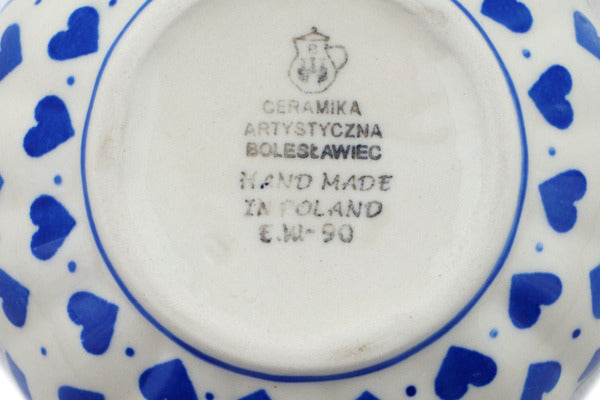 CERAMIKA
ARTYSTYCZNA
BOLESŁAWIEC
HAND MADE
IN POLAND
E.W.-90